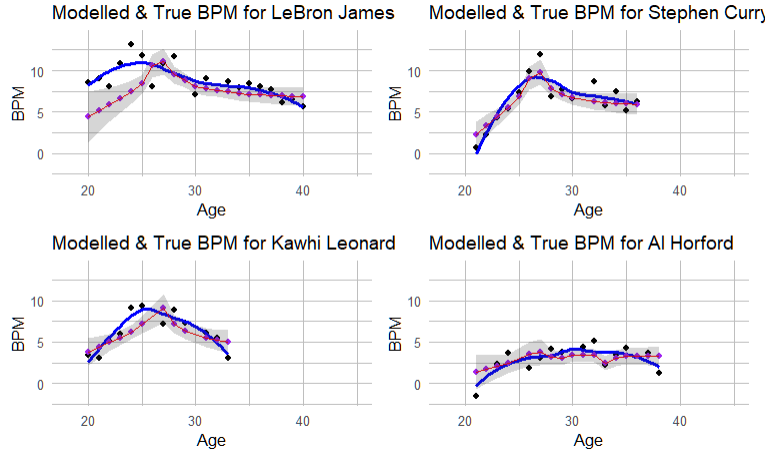 Modelled & True BPM for LeBron James
BPM
10
5
0
20
30
40
Age
Modelled & True BPM for Stephen Curry
BPM
10
5
0
20
30
40
Age
Modelled & True BPM for Kawhi Leonard
BPM
10
5
0
20
30
40
Age
Modelled & True BPM for Al Horford
BPM
10
5
0
20
30
40
Age